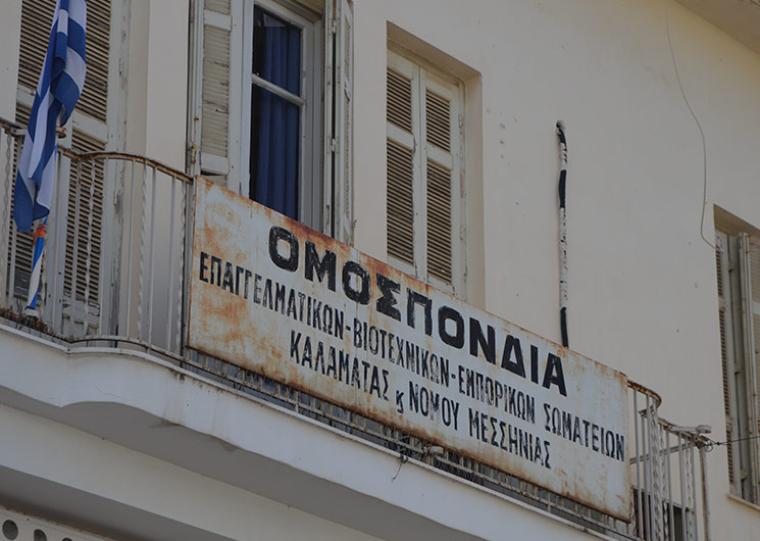 ΟΜΟΣΠΟΝΔΙΑ
ΕΠΑΓΓΕΛΜΑΤΙΚΩΝ-ΒΙΟΤΕΧΝΙΚΩΝ-ΕΜΠΟΡΙΚΩΝ ΣΩΜΑΤΕΙΩΝ
ΚΑΛΑΜΑΤΑΣ ϗ ΝΟΜΟΥ ΜΕΣΣΗΝΙΑΣ